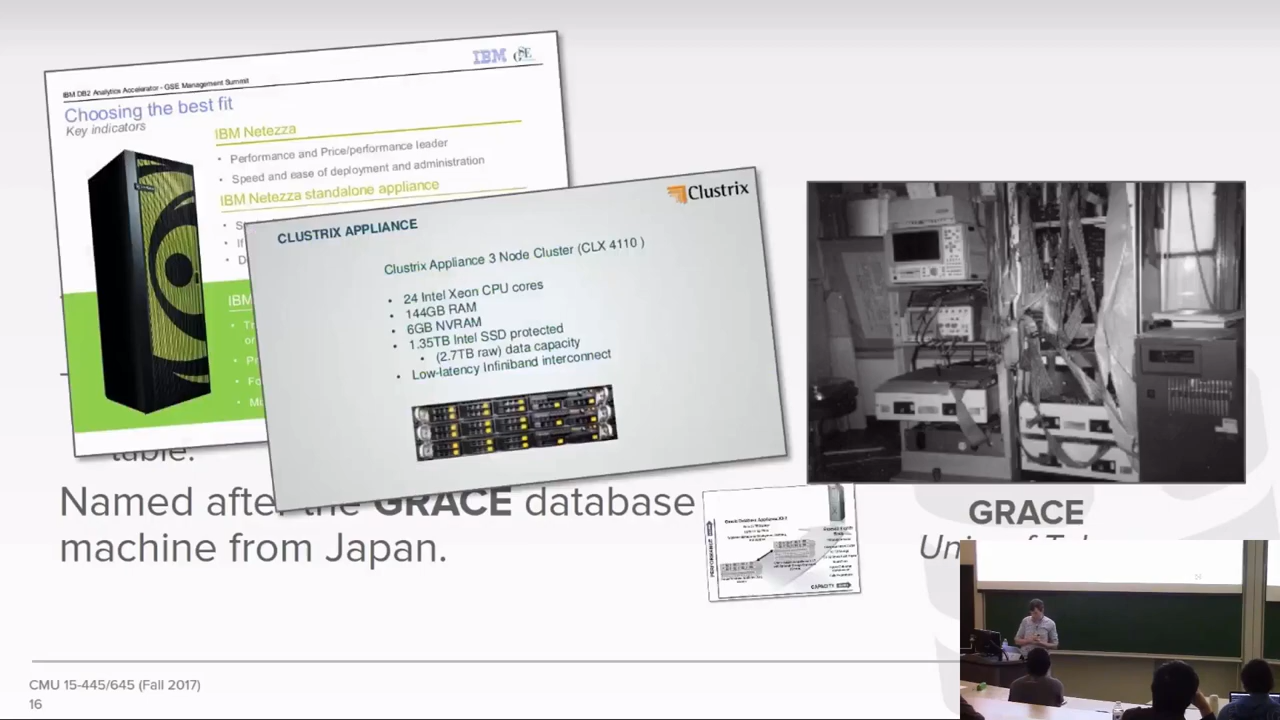 IBM GSE
IBM DB2 Analytics Accelerator - GSE Management Summit
Choosing the best fit
Key indicators
IBM Netezza
• Performance and Price/performance leader
• Speed and ease of deployment and administration
IBM Netezza standalone appliance
IBM
Clustrix
CLUSTRIX APPLIANCE
Clustrix Appliance 3 Node Cluster (CLX 4110 )
• 24 Intel Xeon CPU cores
• 144GB RAM
• 6GB NVRAM
• 1.35TB Intel SSD protected
• (2.7TB raw) data capacity
• Low-latency Infiniband interconnect
table.
Named after the GRACE database
machine from Japan.
PERFORMANCE
CAPACITY
GRACE
CMU 15-445/645 (Fall 2017)
16